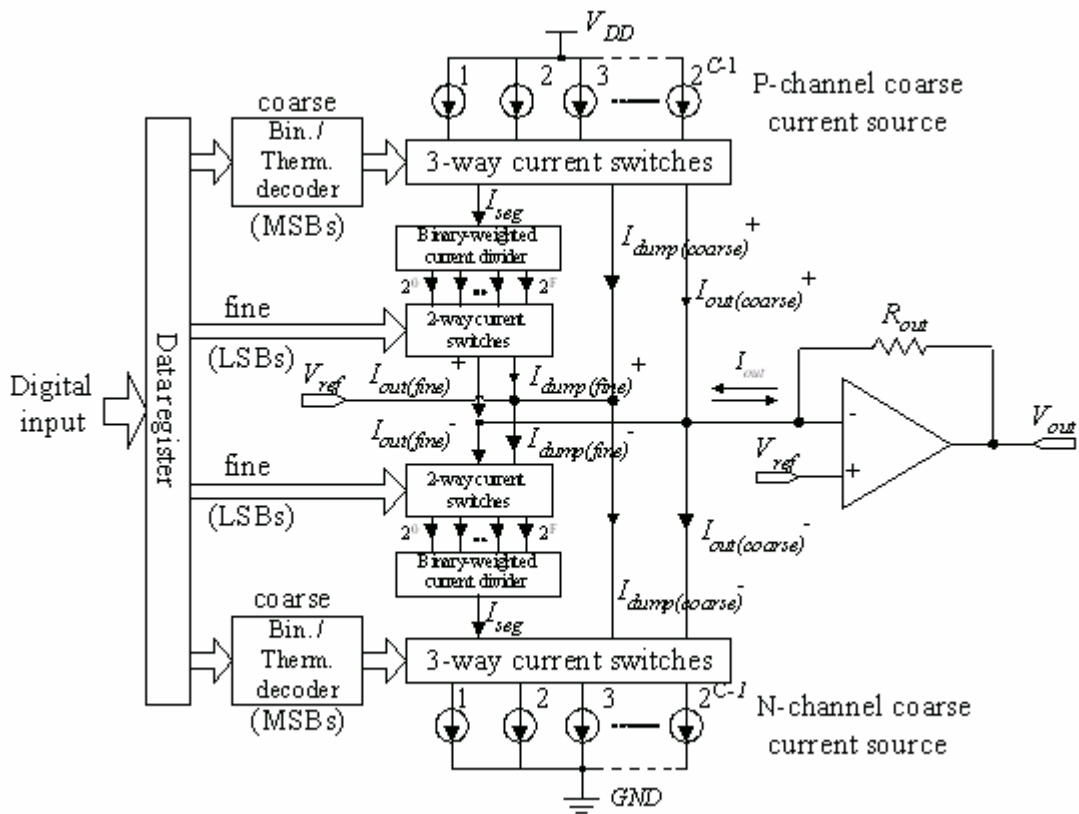 V_DD
1 2 3 2^{C-1}
P-channel coarse
current source
coarse
Bin./
Therm.
decoder
(MSBs)
3-way current switches
I_seg
Binary-weighted
current divider
I_dump(coarse)^+
2^0 .. 2^F
I_out(coarse)^+
fine
(LSBs)
2-way current
switches
Data register
Digital
input
V_ref
I_out(fine)^+
I_dump(fine)^+
I_out
R_out
-
+
V_out
V_ref
I_out(fine)^-
I_dump(fine)^-
fine
(LSBs)
2-way current
switches
I_out(coarse)^-
2^0 .. 2^F
Binary-weighted
current divider
I_dump(coarse)^-
I_seg
coarse
Bin./
Therm.
decoder
(MSBs)
3-way current switches
1 2 3 2^{C-1}
N-channel coarse
current source
GND